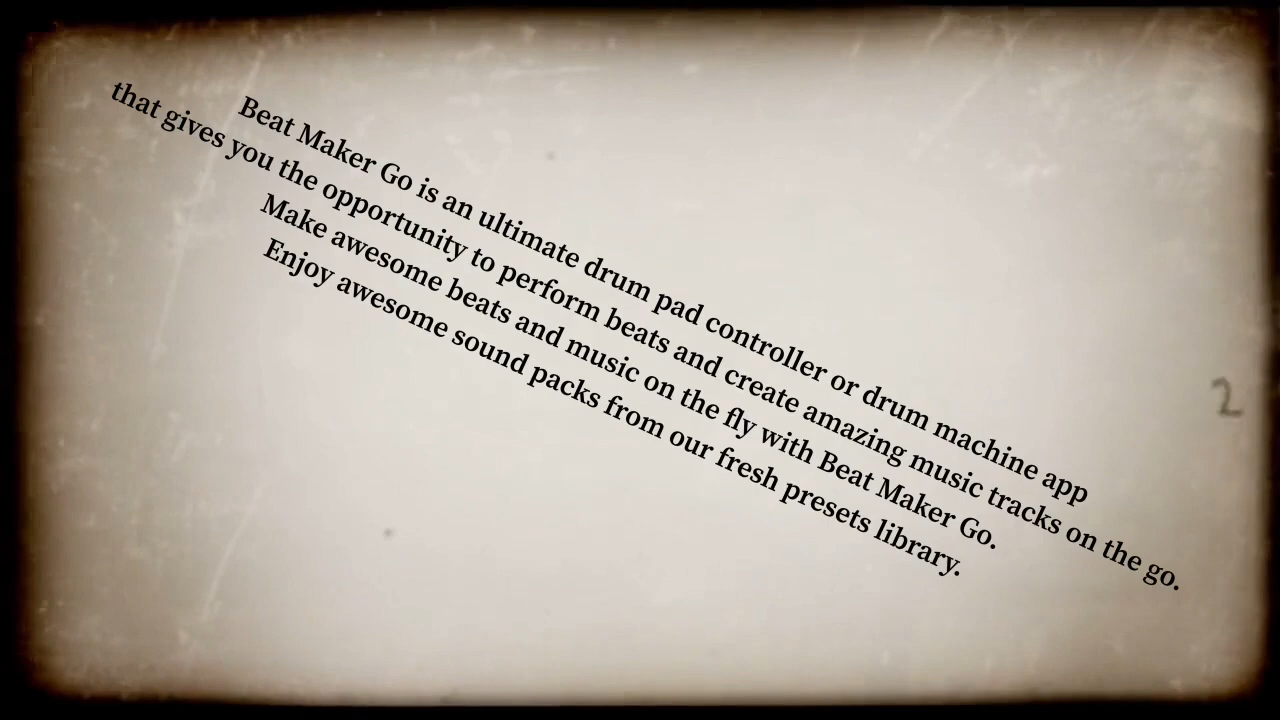 Beat Maker Go is an ultimate drum pad controller or drum machine app
that gives you the opportunity to perform beats and create amazing music tracks on the go.
Make awesome beats and music on the fly with Beat Maker Go.
Enjoy awesome sound packs from our fresh presets library.
2